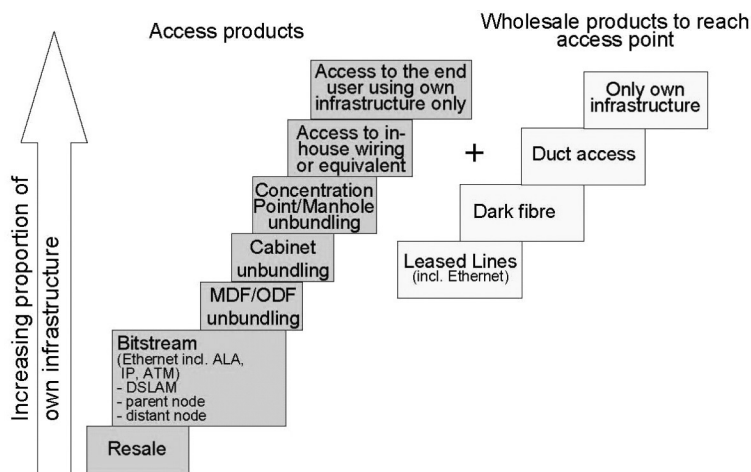 Access products
Wholesale products to reach
access point
Increasing proportion of
own infrastructure
Access to the end
user using own
infrastructure only
Access to in-
house wiring
or equivalent
Concentration
Point/Manhole
unbundling
Cabinet
unbundling
MDF/ODF
unbundling
Bitstream
(Ethernet incl. ALA,
IP, ATM)
- DSLAM
- parent node
- distant node
Resale
+
Only own
infrastructure
Duct access
Dark fibre
Leased Lines
(incl. Ethernet)